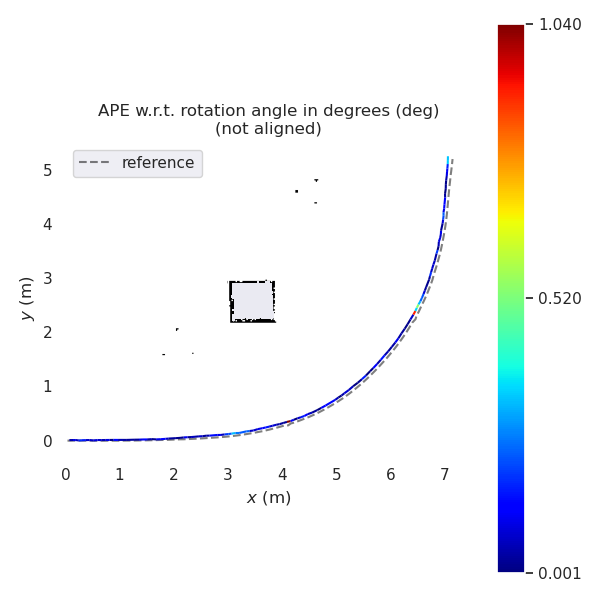 APE w.r.t. rotation angle in degrees (deg)
(not aligned)
reference
5
4
3
2
1
0
y (m)
0 1 2 3 4 5 6 7
x (m)
1.040
0.520
0.001